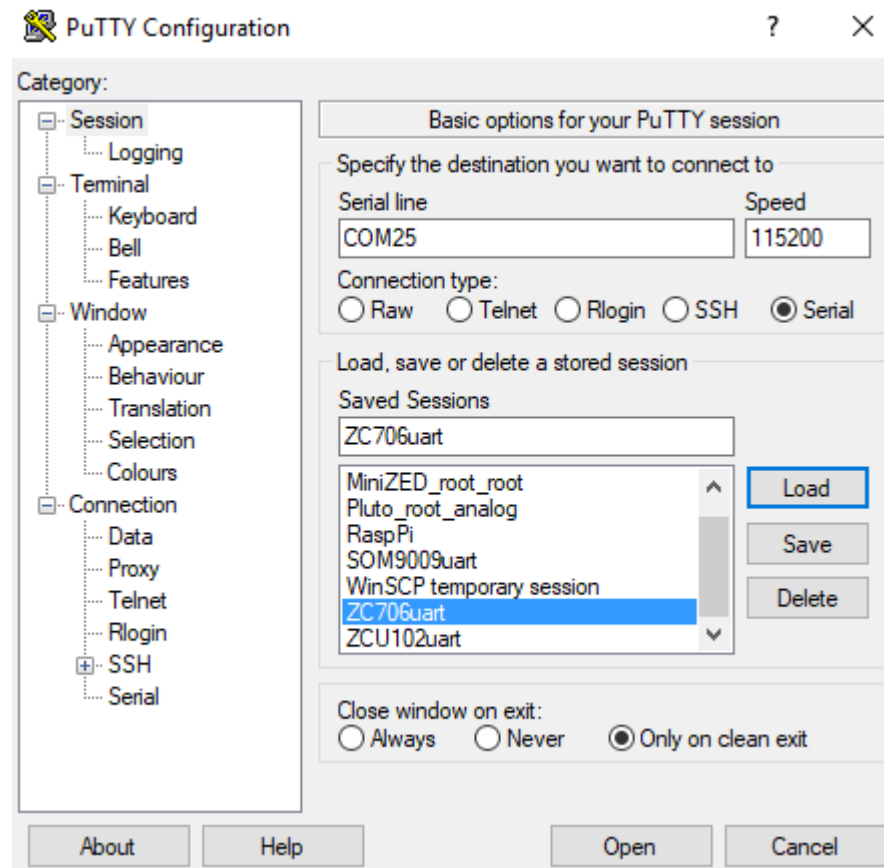 PuTTY Configuration
?
Category:
Session
Logging
Terminal
Keyboard
Bell
Features
Window
Appearance
Behaviour
Translation
Selection
Colours
Connection
Data
Proxy
Telnet
Rlogin
SSH
Serial
Basic options for your PuTTY session
Specify the destination you want to connect to
Serial line Speed
COM25 115200
Connection type:
Raw Telnet Rlogin SSH Serial
Load, save or delete a stored session
Saved Sessions
ZC706uart
MiniZED_root_root
Pluto_root_analog
RaspPi
SOM9009uart
WinSCP temporary session
ZC706uart
ZCU102uart
Load
Save
Delete
Close window on exit:
Always Never Only on clean exit
About Help Open Cancel